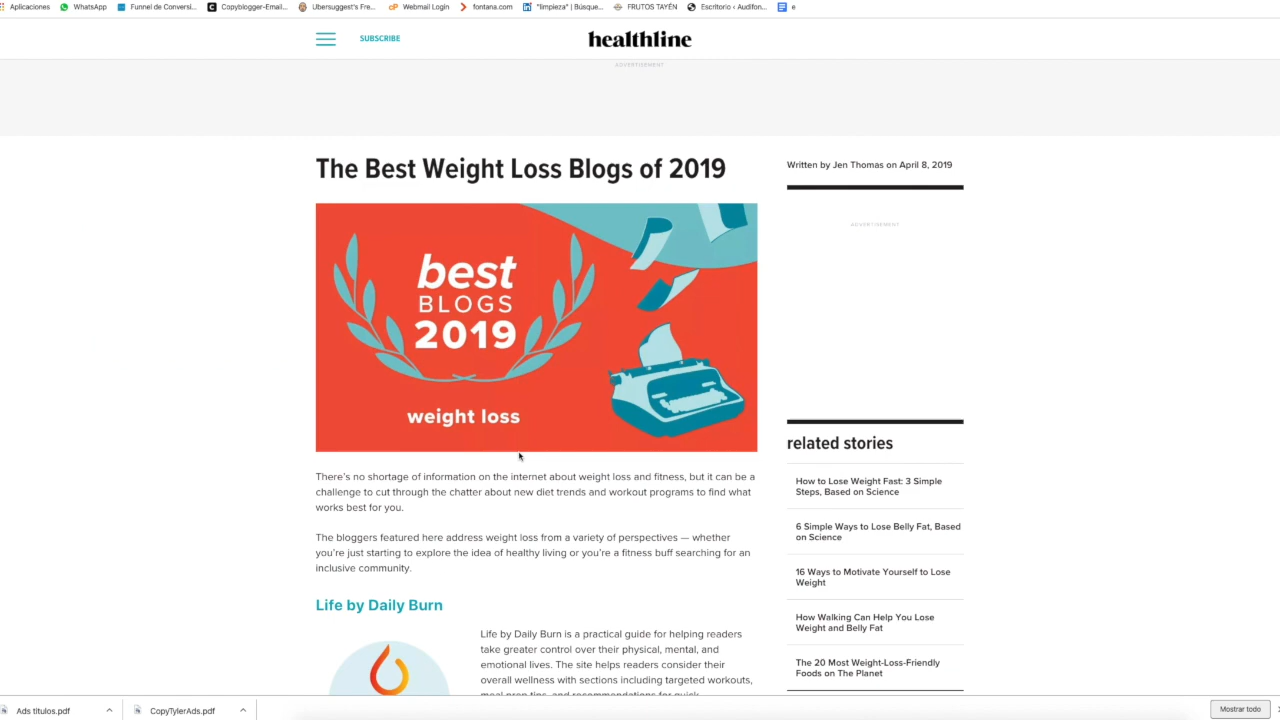 Aplicaciones WhatsApp Funnel de Conversi... Copyblogger-Email... Ubersuggest's Fre... Webmail Login fontana.com "limpieza" | Búsque... FRUTOS TAYÉN Escritorio ‹ Audifon... e
SUBSCRIBE
healthline
ADVERTISEMENT
The Best Weight Loss Blogs of 2019
Written by Jen Thomas on April 8, 2019
ADVERTISEMENT
best
BLOGS
2019
weight loss
There's no shortage of information on the internet about weight loss and fitness, but it can be a
challenge to cut through the chatter about new diet trends and workout programs to find what
works best for you.
The bloggers featured here address weight loss from a variety of perspectives — whether
you're just starting to explore the idea of healthy living or you're a fitness buff searching for an
inclusive community.
Life by Daily Burn
Life by Daily Burn is a practical guide for helping readers
take greater control over their physical, mental, and
emotional lives. The site helps readers consider their
overall wellness with sections including targeted workouts,
meal prep tips, and recommendations for quick
related stories
How to Lose Weight Fast: 3 Simple
Steps, Based on Science
6 Simple Ways to Lose Belly Fat, Based
on Science
16 Ways to Motivate Yourself to Lose
Weight
How Walking Can Help You Lose
Weight and Belly Fat
The 20 Most Weight-Loss-Friendly
Foods on The Planet
Ads titulos.pdf
CopyTylerAds.pdf
Mostrar todo